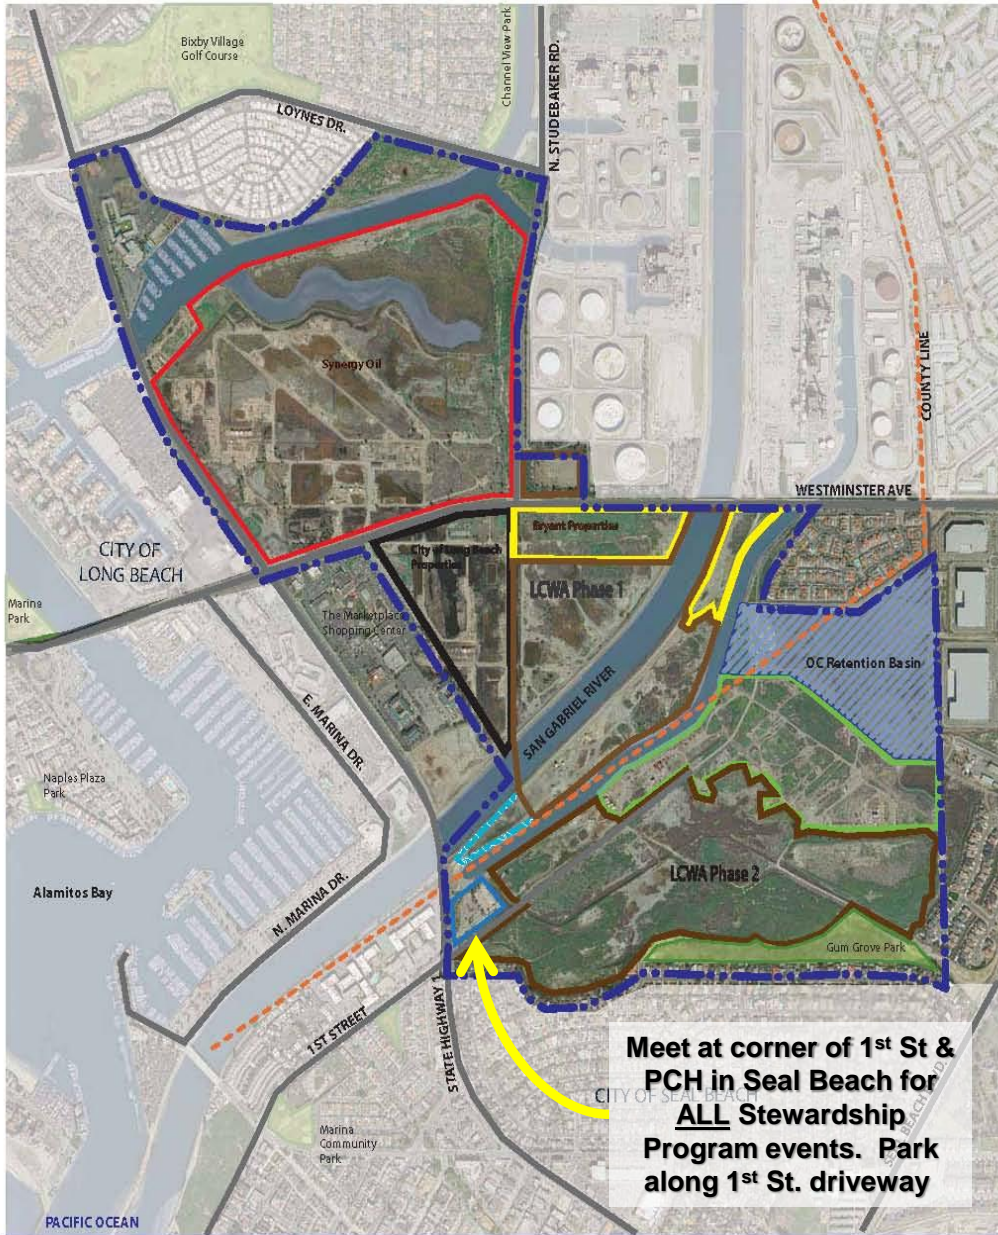 Bixby Village
Golf Course
Channel View Park
N. STUDEBAKER RD.
LOYNES DR.
COUNTY LINE
Synergy Oil
WESTMINSTER AVE
CITY OF
LONG BEACH
City of Long Beach
Properties
Bryant Properties
LCWA Phase 1
Marina
Park
The Marketplace
Shopping Center
OC Retention Basin
E. MARINA DR.
SAN GABRIEL RIVER
Naples Plaza
Park
LCWA Phase 2
Alamitos Bay
N. MARINA DR.
Gum Grove Park
1ST STREET
STATE HIGHWAY 1
Meet at corner of 1st St &
PCH in Seal Beach for
CITY OF SEAL BEACH
ALL Stewardship
Program events. Park
along 1st St. driveway
Marina
Community
Park
PACIFIC OCEAN